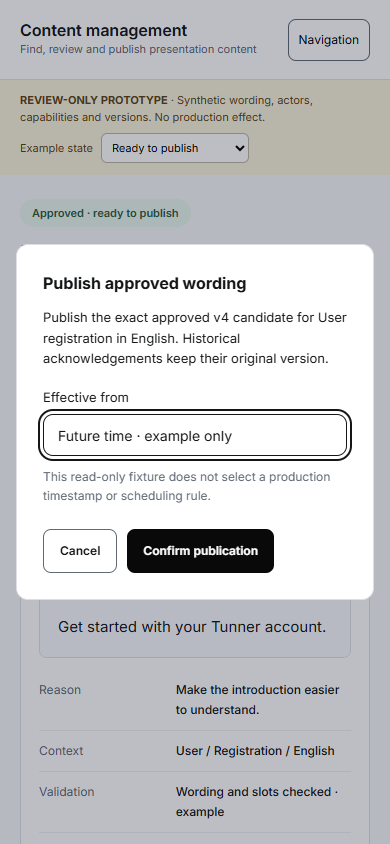 Content management
Find, review and publish presentation content
Navigation
REVIEW-ONLY PROTOTYPE · Synthetic wording, actors,
capabilities and versions. No production effect.
Example state
Ready to publish
Approved · ready to publish
Publish approved wording
Publish the exact approved v4 candidate for User
registration in English. Historical
acknowledgements keep their original version.
Effective from
Future time · example only
This read-only fixture does not select a production
timestamp or scheduling rule.
Cancel
Confirm publication
Get started with your Tunner account.
Reason
Make the introduction easier
to understand.
Context
User / Registration / English
Validation
Wording and slots checked ·
example